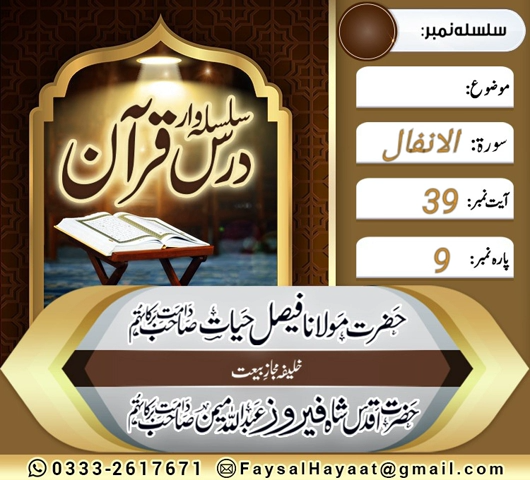 سلسلہ نمبر:
موضوع:
سورۃ: الانفال
آیت نمبر: 39
پارہ نمبر: 9
سلسلہ وار
درس قرآن
حضرت مولانا فیصل حیات صاحب دامت برکاتہم
خلیفہ مجاز بیعت
حضرت اقدس شاہ فیروز عبداللہ میمن صاحب دامت برکاتہم
0333-2617671 FaysalHayaat@gmail.com